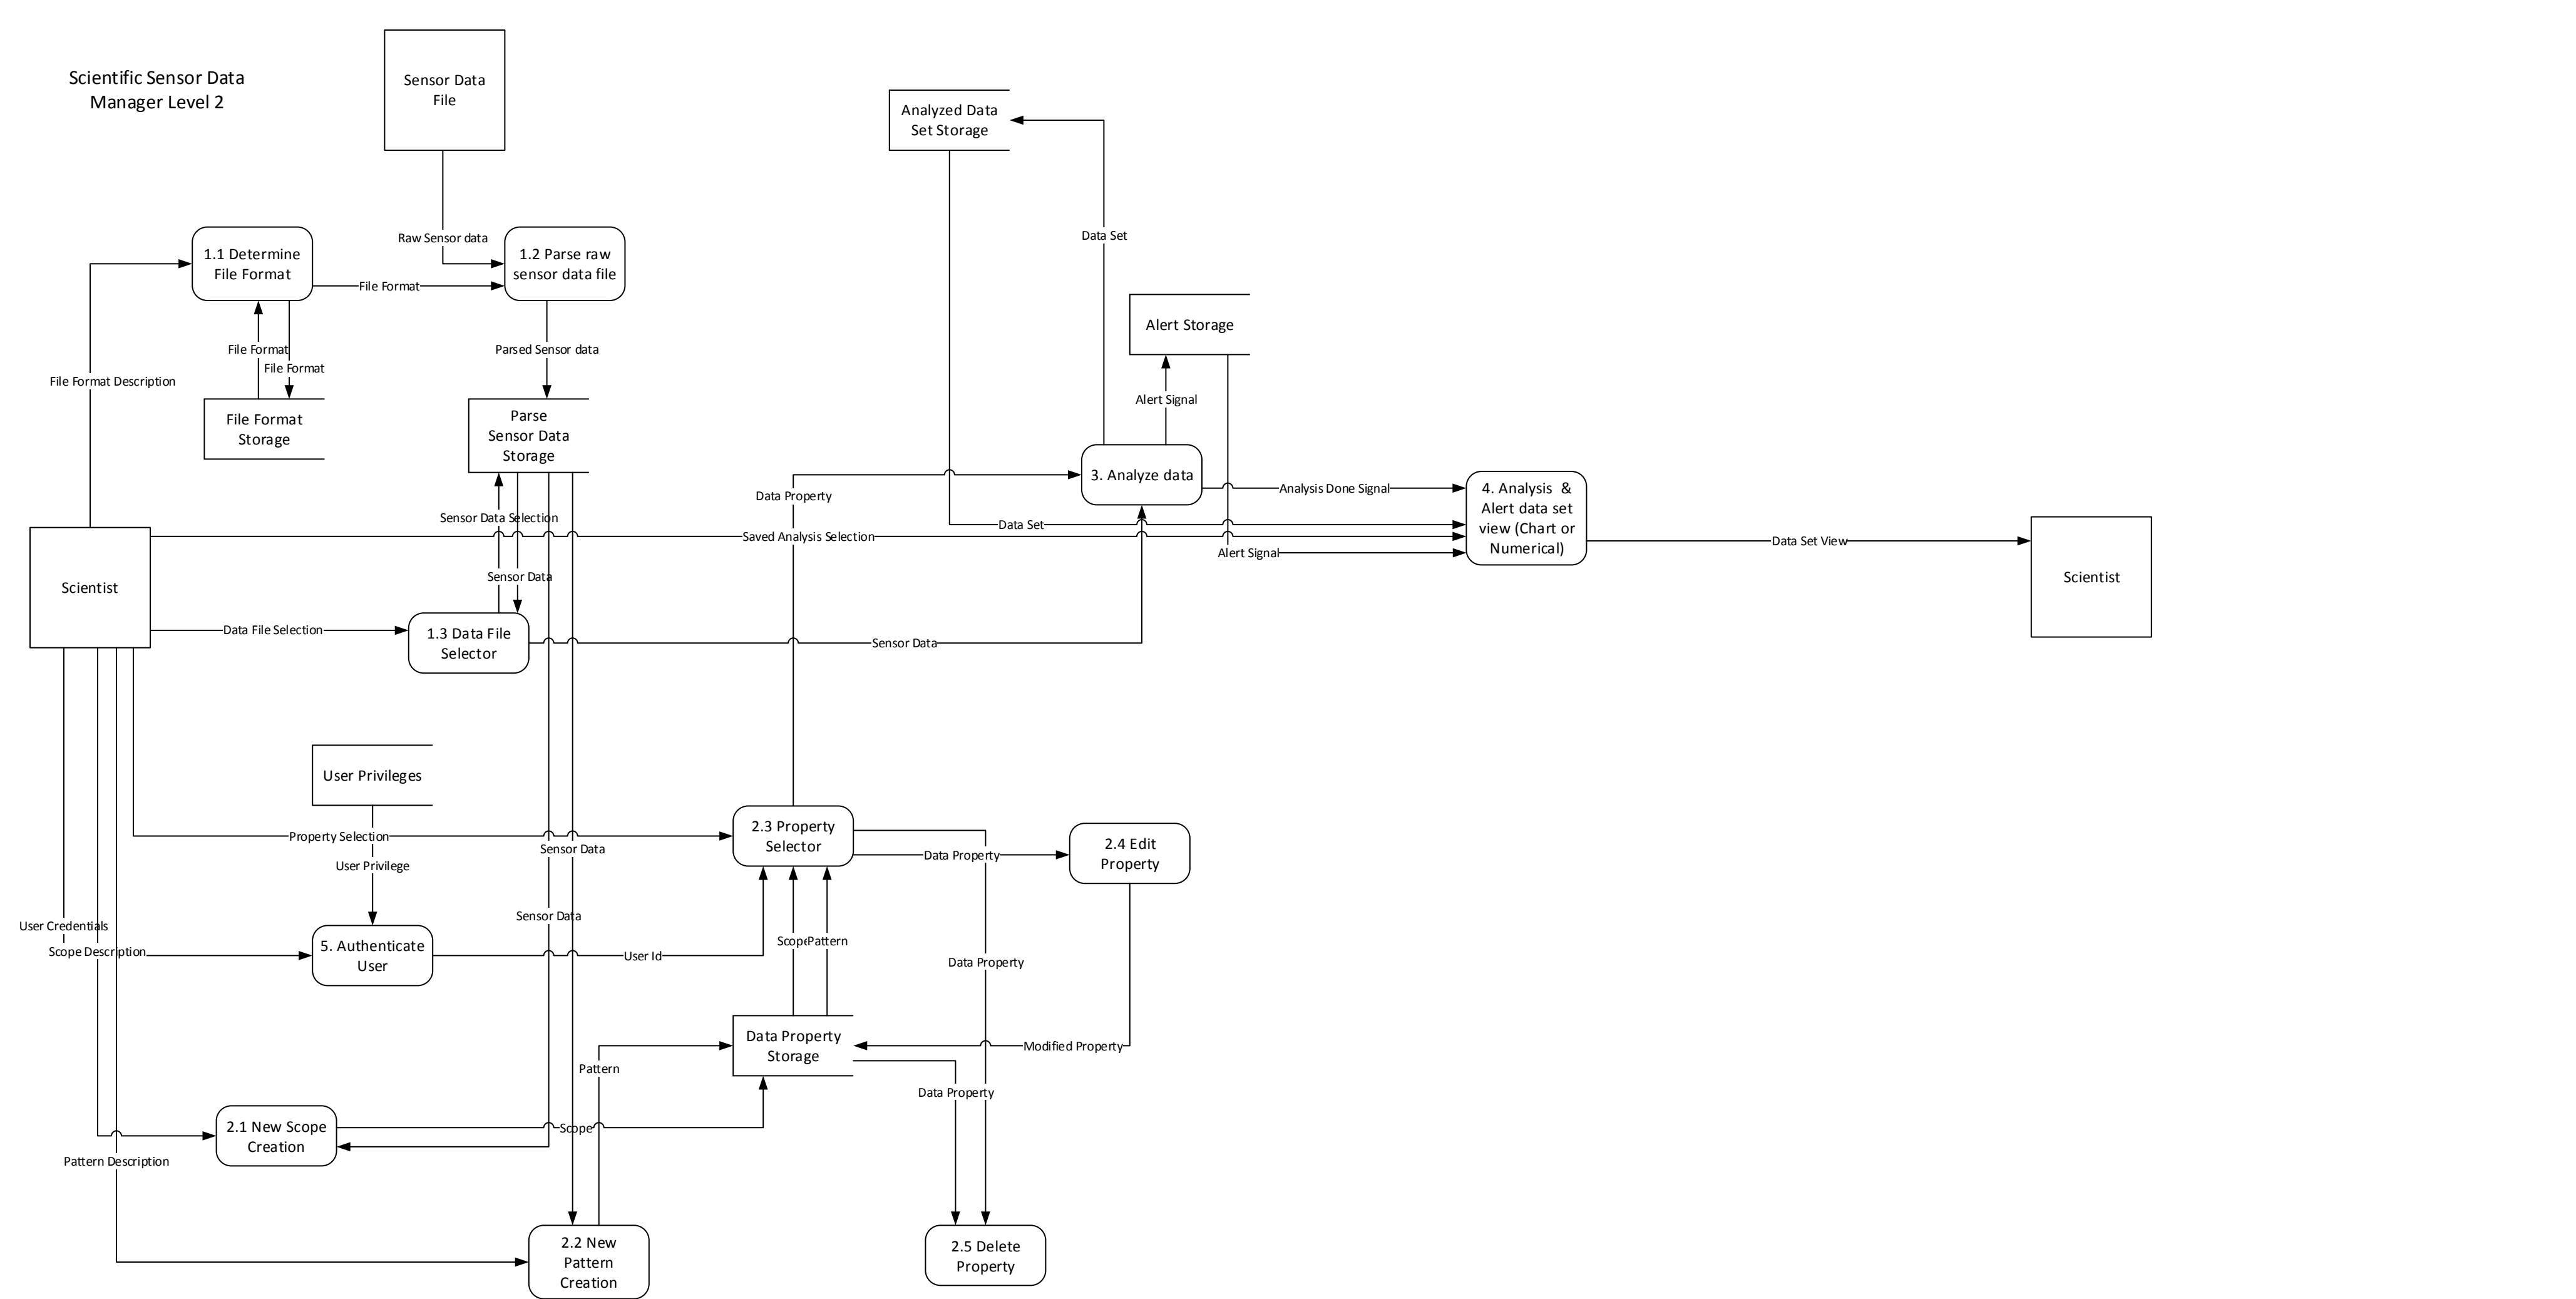 Scientific Sensor Data
Manager Level 2
Sensor Data
File
Analyzed Data
Set Storage
Raw Sensor data
Data Set
1.1 Determine
File Format
1.2 Parse raw
sensor data file
File Format
Alert Storage
File Format
File Format
Parsed Sensor data
File Format Description
Alert Signal
File Format
Storage
Parse
Sensor Data
Storage
3. Analyze data
Data Property
Analysis Done Signal
4. Analysis & 
Alert data set
view (Chart or
Numerical)
Sensor Data Selection
Data Set
Saved Analysis Selection
Alert Signal
Data Set View
Scientist
Scientist
Sensor Data
Data File Selection
1.3 Data File
Selector
Sensor Data
User Privileges
Property Selection
2.3 Property
Selector
Sensor Data
Data Property
2.4 Edit
Property
User Privilege
Sensor Data
User Credentials
Scope Description
5. Authenticate
User
User Id
Scope
Pattern
Data Property
Data Property
Storage
Modified Property
Pattern
Data Property
2.1 New Scope
Creation
Scope
Pattern Description
2.2 New
Pattern
Creation
2.5 Delete
Property